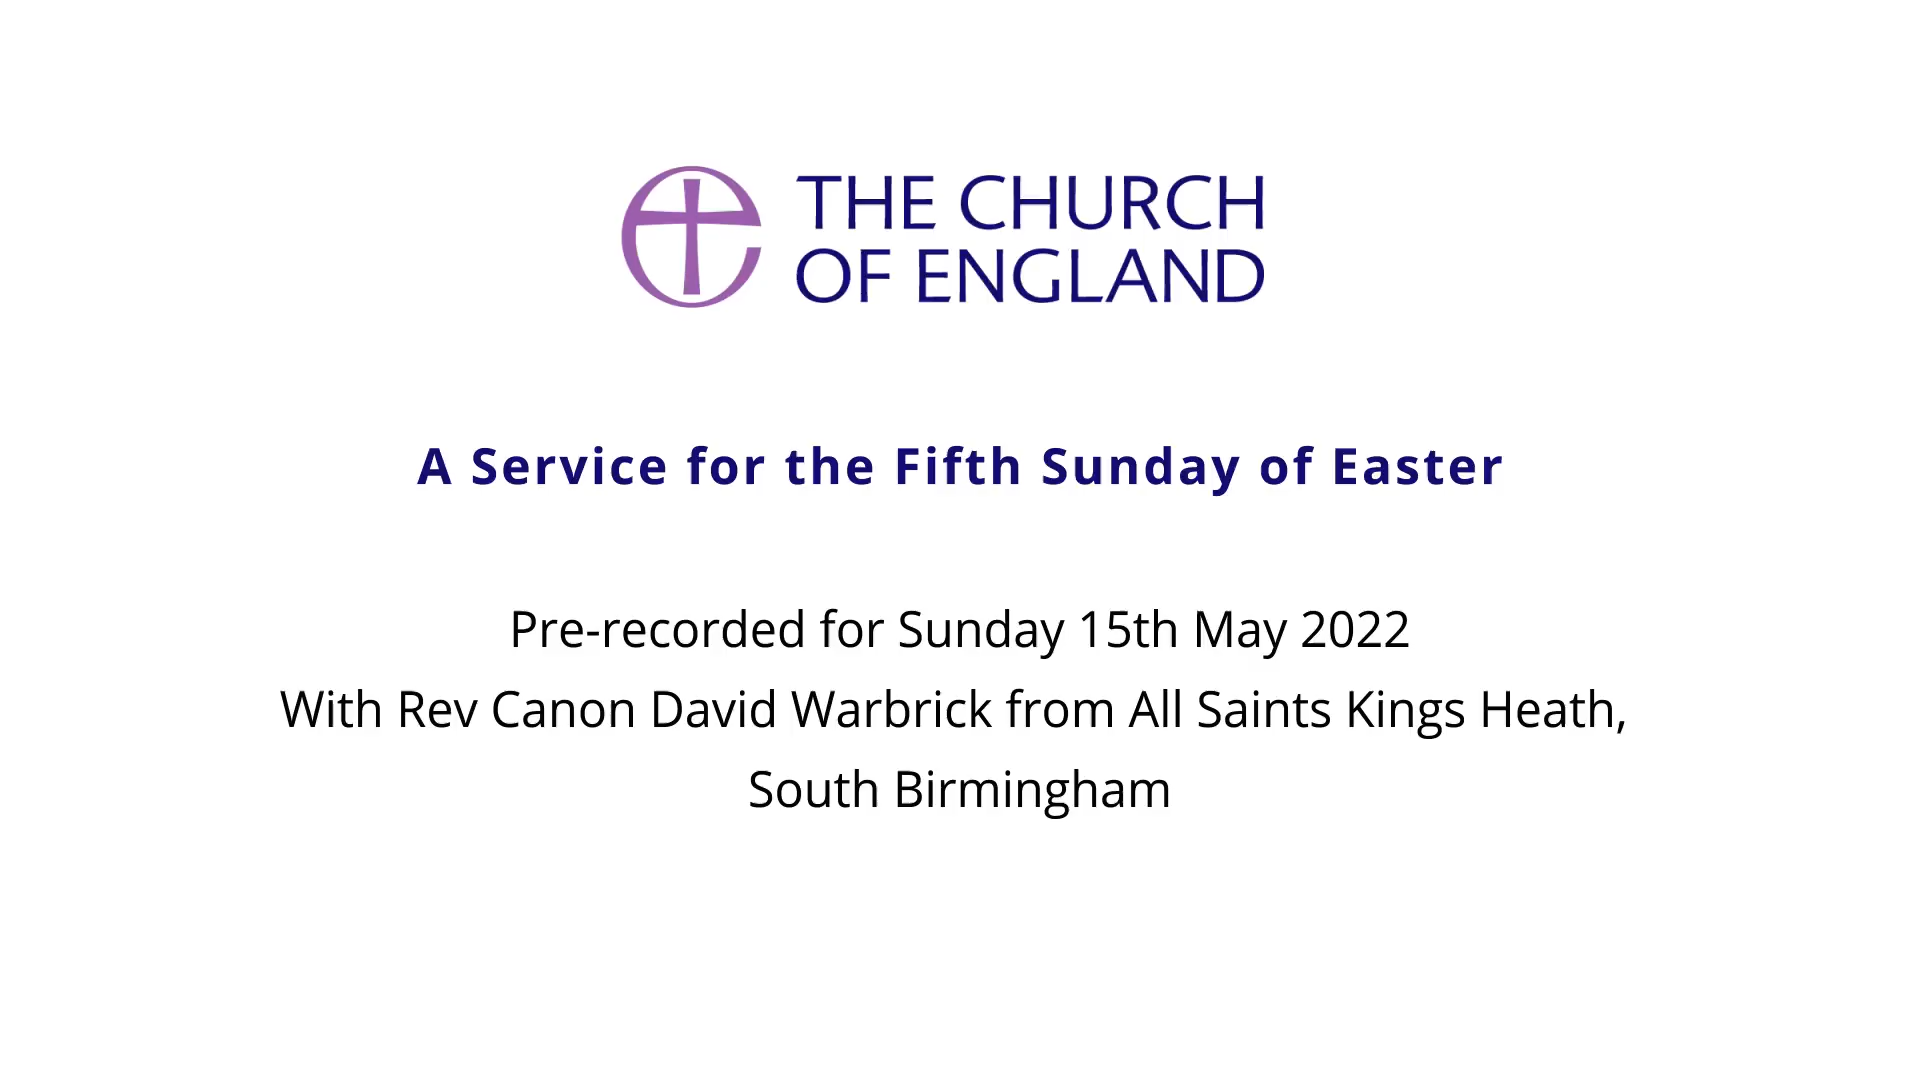 THE CHURCH
OF ENGLAND
A Service for the Fifth Sunday of Easter
Pre-recorded for Sunday 15th May 2022
With Rev Canon David Warbrick from All Saints Kings Heath,
South Birmingham